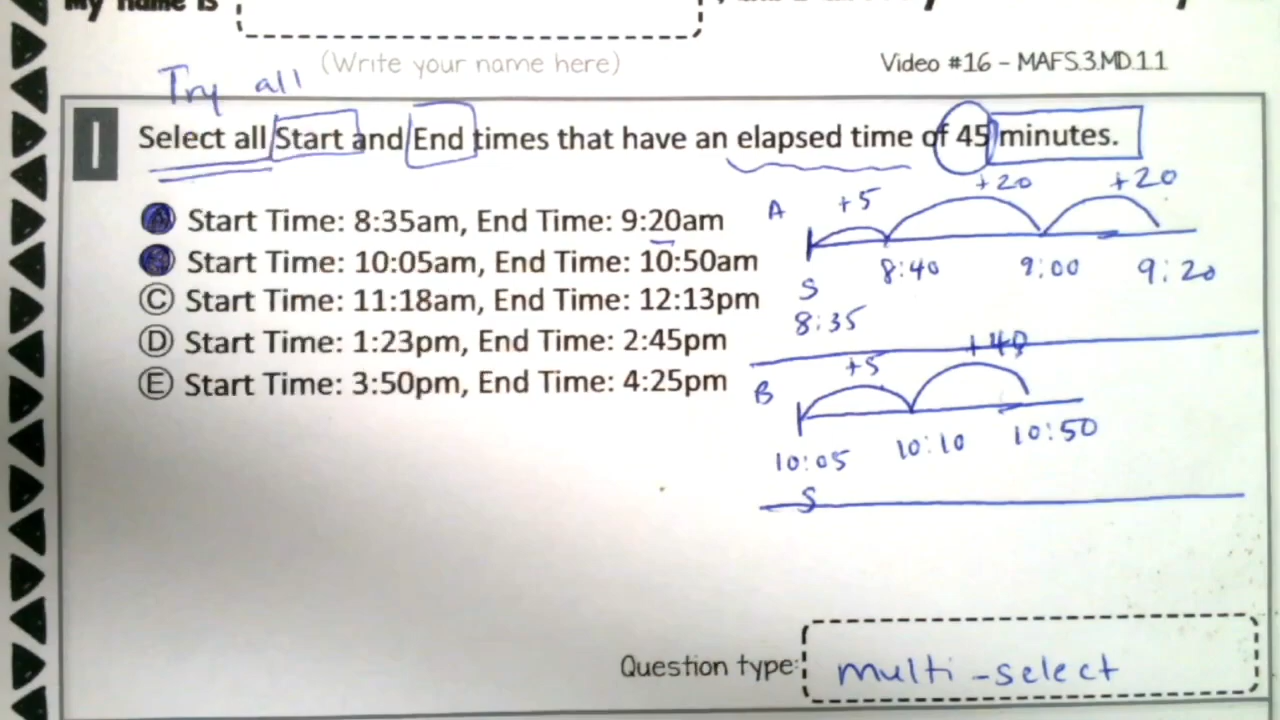 My name is
(Write your name here)
Video #16 - MAFS.3.MD.1.1
Try all
1
Select all Start and End times that have an elapsed time of 45 minutes.
Start Time: 8:35am, End Time: 9:20am
Start Time: 10:05am, End Time: 10:50am
C Start Time: 11:18am, End Time: 12:13pm
D Start Time: 1:23pm, End Time: 2:45pm
E Start Time: 3:50pm, End Time: 4:25pm
A +5 +20 +20
8:40 9:00 9:20
S
8:35
B +5 +40
10:05 10:10 10:50
S
Question type: multi-select